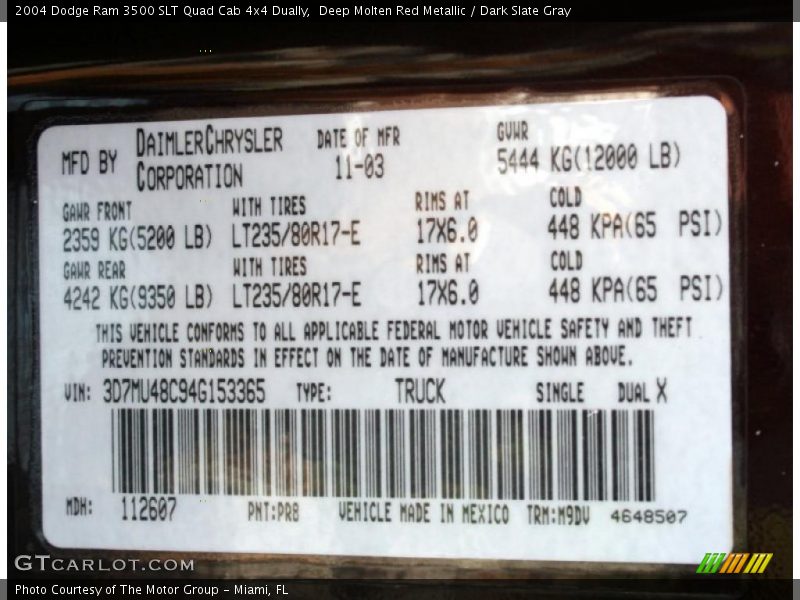 2004 Dodge Ram 3500 SLT Quad Cab 4x4 Dually,  Deep Molten Red Metallic / Dark Slate Gray
MFD BY DAIMLERCHRYSLER CORPORATION DATE OF MFR 11-03 GVWR 5444 KG(12000 LB)
GAWR FRONT WITH TIRES RIMS AT COLD
2359 KG(5200 LB) LT235/80R17-E 17X6.0 448 KPA(65 PSI)
GAWR REAR WITH TIRES RIMS AT COLD
4242 KG(9350 LB) LT235/80R17-E 17X6.0 448 KPA(65 PSI)
THIS VEHICLE CONFORMS TO ALL APPLICABLE FEDERAL MOTOR VEHICLE SAFETY AND THEFT
PREVENTION STANDARDS IN EFFECT ON THE DATE OF MANUFACTURE SHOWN ABOVE.
VIN: 3D7MU48C94G153365 TYPE: TRUCK SINGLE DUAL X
MDH: 112607 PNT:PR8 VEHICLE MADE IN MEXICO TRM:M9DV 4648507
GTCARLOT.COM
Photo Courtesy of The Motor Group - Miami, FL